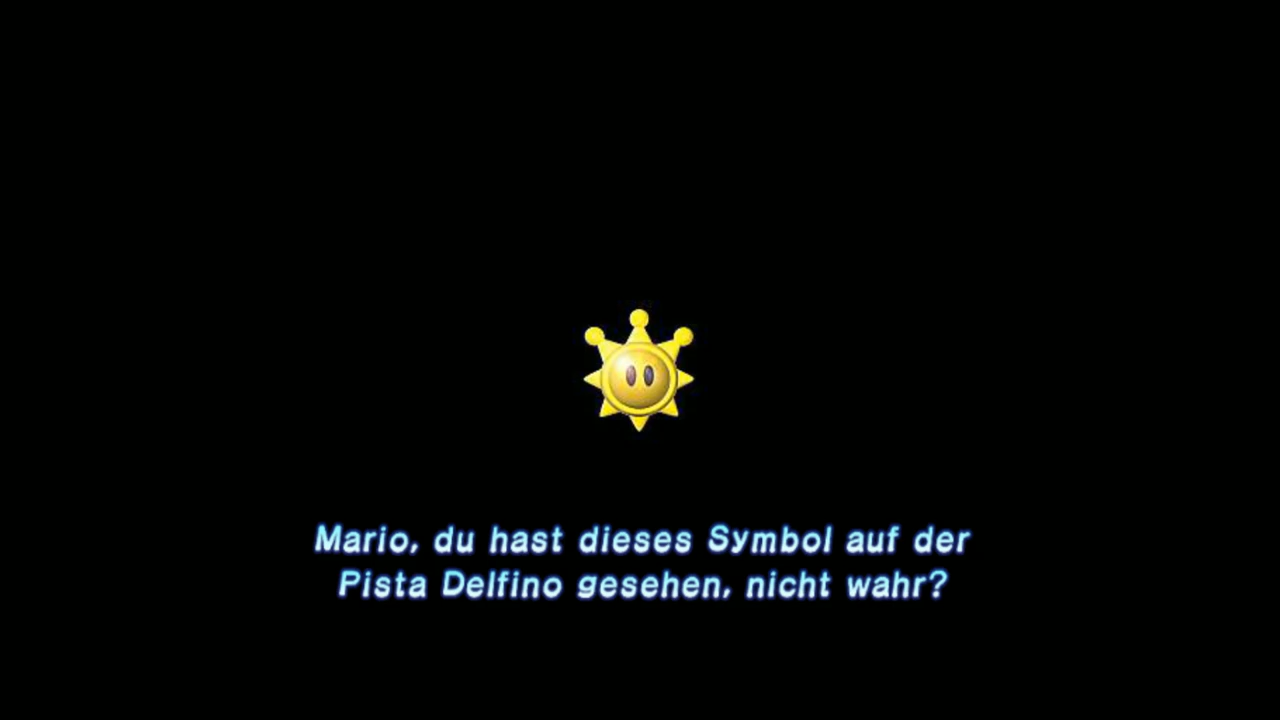 Mario, du hast dieses Symbol auf der
Pista Delfino gesehen, nicht wahr?